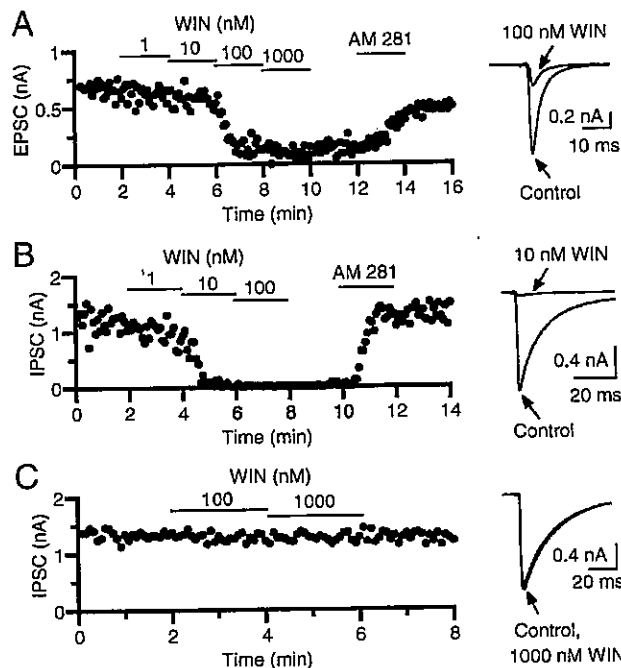 A
WIN (nM)
1 10 100 1000
AM 281
EPSC (nA)
1
0.5
0
0 2 4 6 8 10 12 14 16
Time (min)
100 nM WIN
0.2 nA
10 ms
Control
B
WIN (nM)
1 10 100
AM 281
IPSC (nA)
2
1
0
0 2 4 6 8 10 12 14
Time (min)
10 nM WIN
0.4 nA
20 ms
Control
C
WIN (nM)
100 1000
IPSC (nA)
2
1
0
0 2 4 6 8
Time (min)
0.4 nA
20 ms
Control,
1000 nM WIN